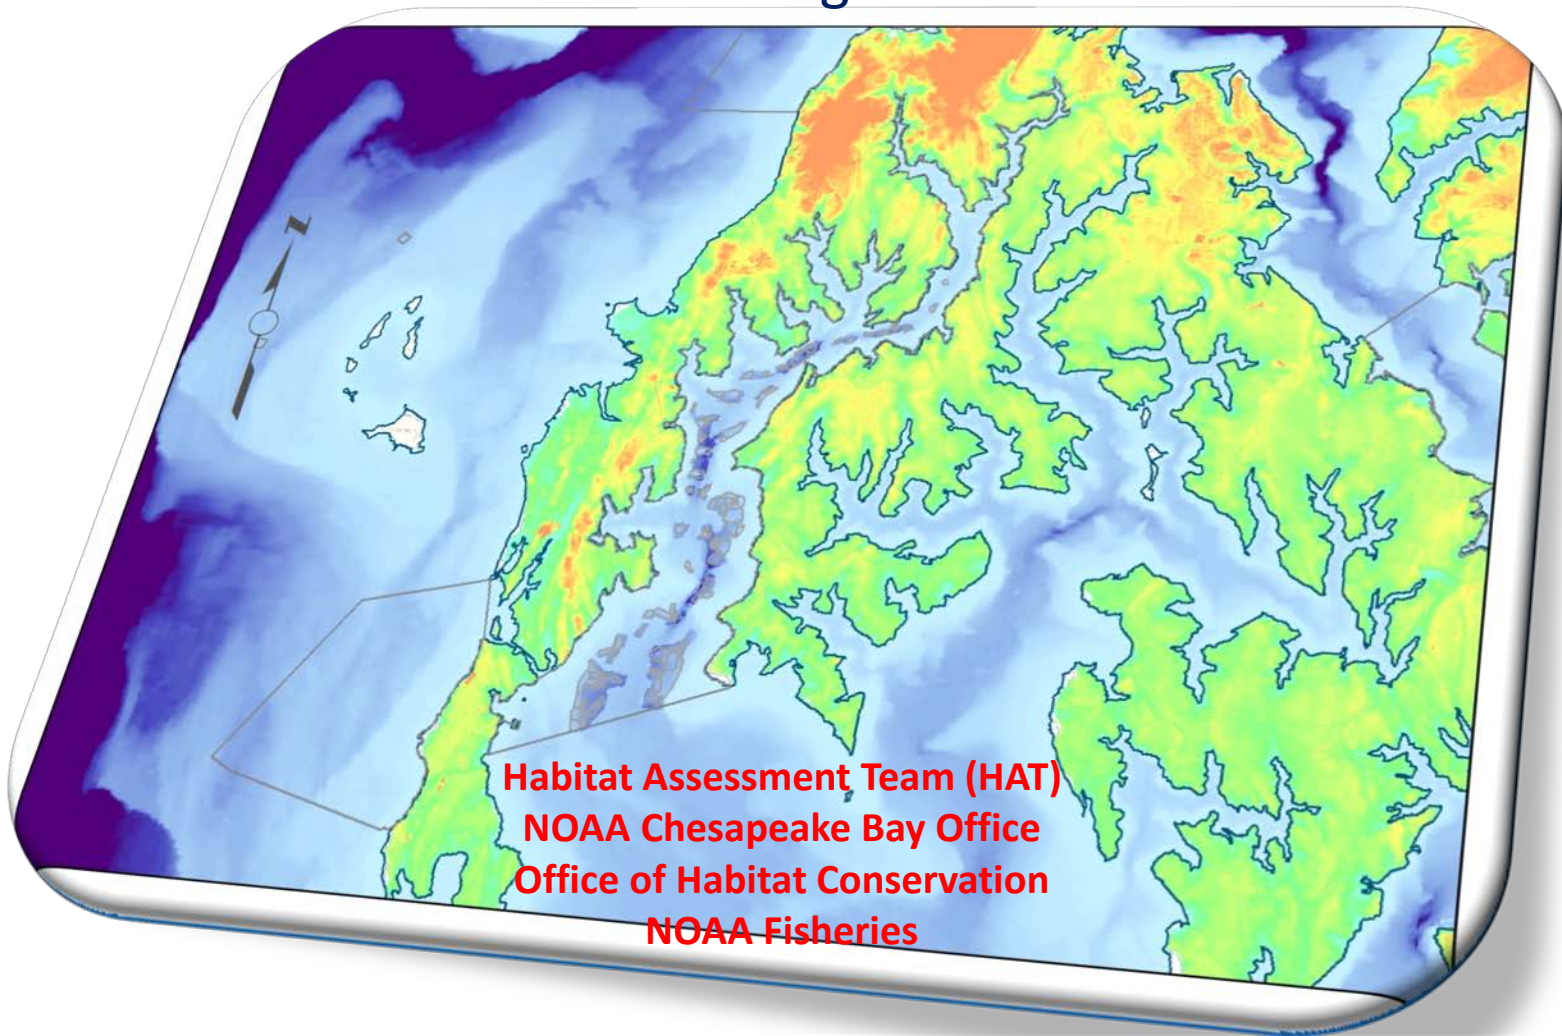 Habitat Assessment Team (HAT)
NOAA Chesapeake Bay Office
Office of Habitat Conservation
NOAA Fisheries